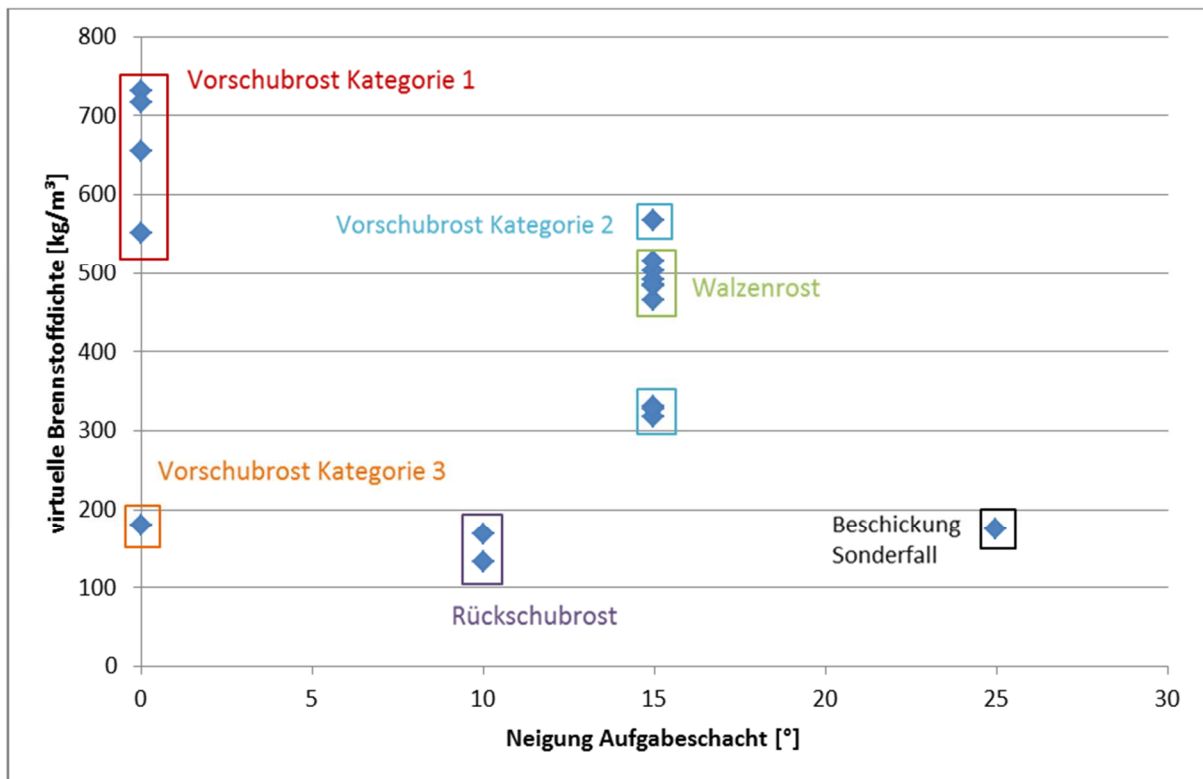 800
700
600
500
400
300
200
100
0
virtuelle Brennstoffdichte [kg/m³]
Vorschubrost Kategorie 1
Vorschubrost Kategorie 2
Walzenrost
Vorschubrost Kategorie 3
Rückschubrost
Beschickung
Sonderfall
0 5 10 15 20 25 30
Neigung Aufgabeschacht [°]